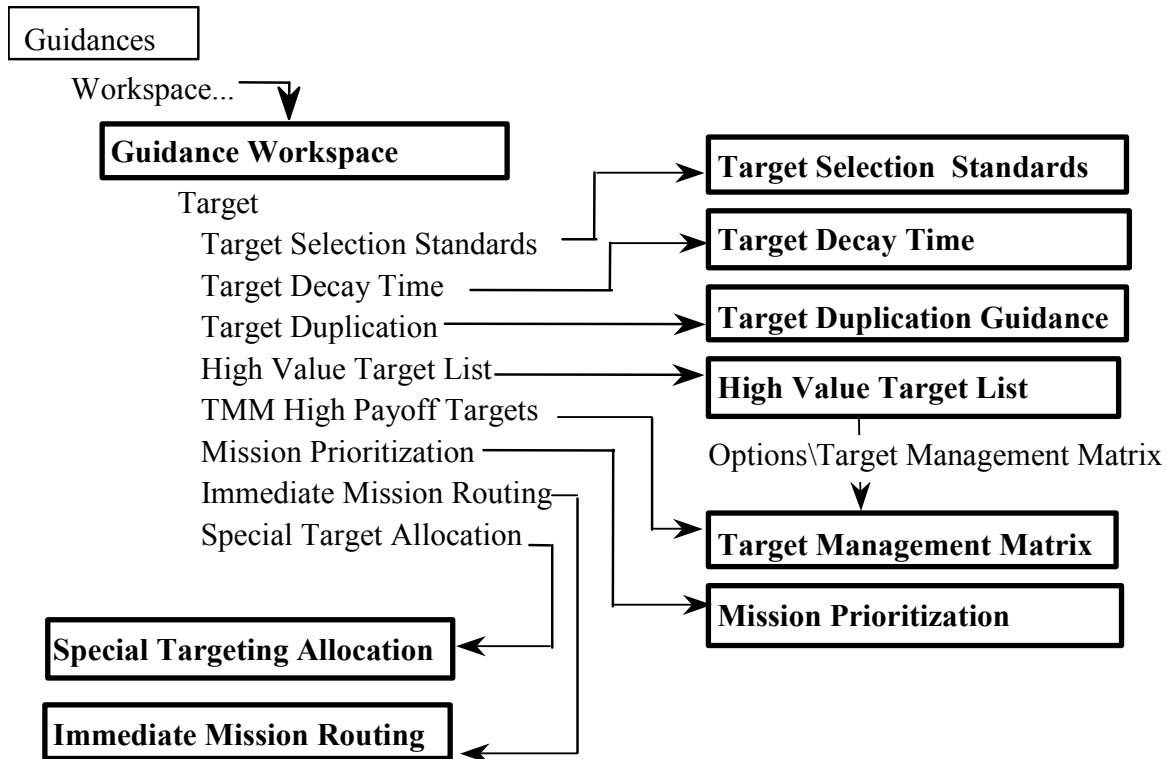 Guidances
Workspace...
Guidance Workspace
Target
Target Selection Standards
Target Decay Time
Target Duplication
High Value Target List
TMM High Payoff Targets
Mission Prioritization
Immediate Mission Routing
Special Target Allocation
Target Selection Standards
Target Decay Time
Target Duplication Guidance
High Value Target List
Options\Target Management Matrix
Target Management Matrix
Mission Prioritization
Special Targeting Allocation
Immediate Mission Routing